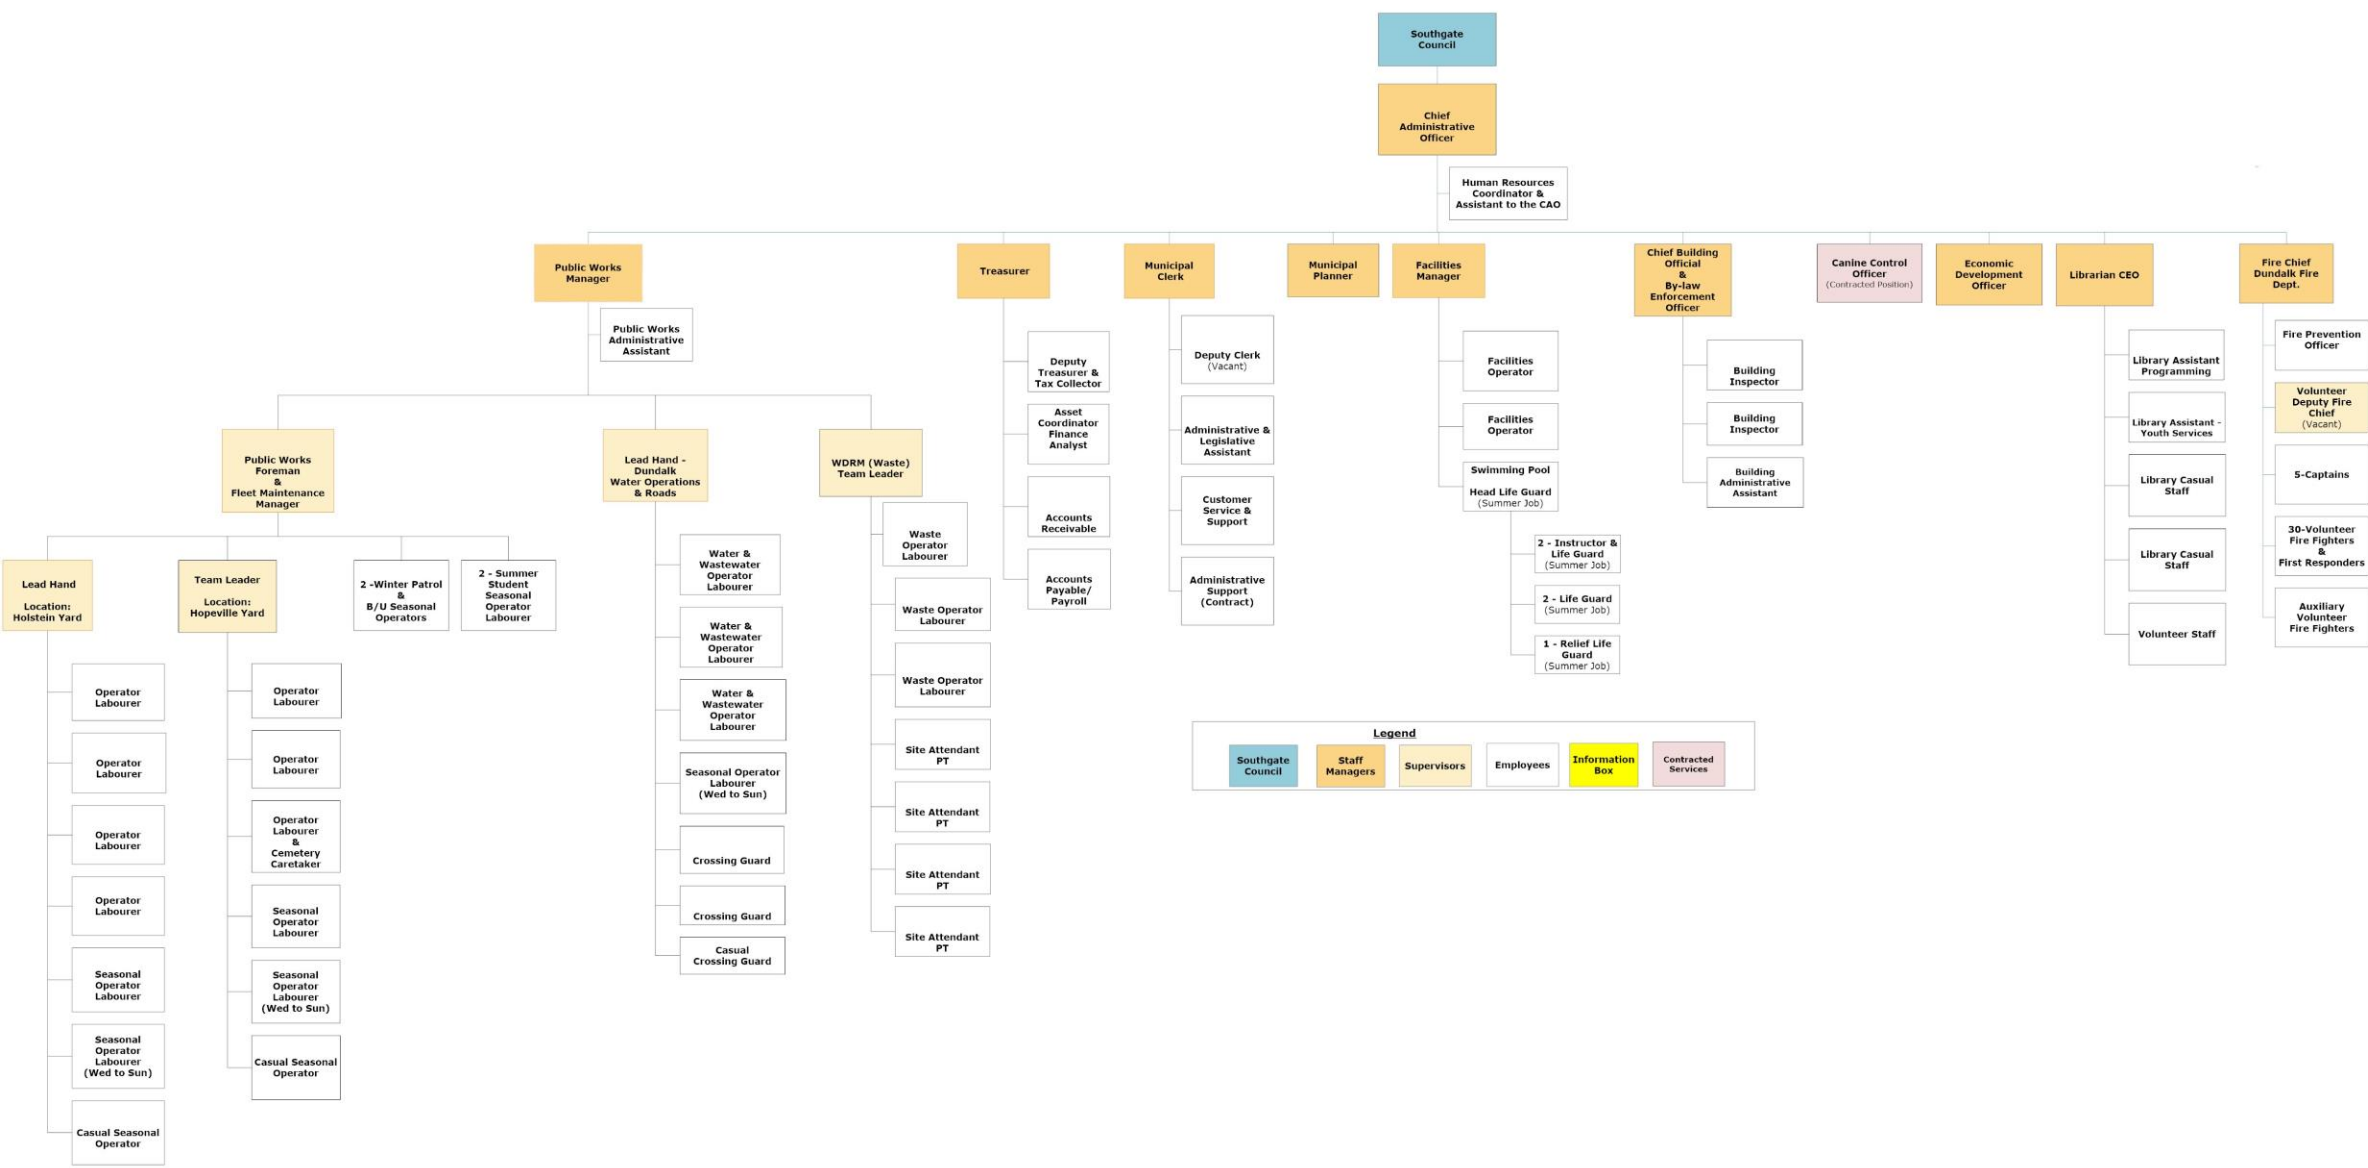 Southgate
Council
Chief
Administrative
Officer
Human Resources
Coordinator &
Assistant to the CAO
Public Works
Manager
Treasurer
Municipal
Clerk
Municipal
Planner
Facilities
Manager
Chief Building
Official
&
By-law
Enforcement
Officer
Canine Control
Officer
(Contracted Position)
Economic
Development
Officer
Librarian CEO
Fire Chief
Dundalk Fire
Dept.
Public Works
Administrative
Assistant
Public Works
Foreman
&
Fleet Maintenance
Manager
Lead Hand -
Dundalk
Water Operations
& Roads
WDRM (Waste)
Team Leader
Lead Hand
Location:
Holstein Yard
Team Leader
Location:
Hopeville Yard
2 -Winter Patrol
&
B/U Seasonal
Operators
2 - Summer
Student
Seasonal
Operator
Labourer
Operator
Labourer
Operator
Labourer
Operator
Labourer
Operator
Labourer
Seasonal
Operator
Labourer
Seasonal
Operator
Labourer
(Wed to Sun)
Casual Seasonal
Operator
Operator
Labourer
Operator
Labourer
Operator
Labourer
&
Cemetery
Caretaker
Seasonal
Operator
Labourer
Seasonal
Operator
Labourer
(Wed to Sun)
Casual Seasonal
Operator
Water &
Wastewater
Operator
Labourer
Water &
Wastewater
Operator
Labourer
Water &
Wastewater
Operator
Labourer
Seasonal Operator
Labourer
(Wed to Sun)
Crossing Guard
Crossing Guard
Casual
Crossing Guard
Waste
Operator
Labourer
Waste Operator
Labourer
Waste Operator
Labourer
Site Attendant
PT
Site Attendant
PT
Site Attendant
PT
Site Attendant
PT
Deputy
Treasurer &
Tax Collector
Asset
Coordinator
Finance
Analyst
Accounts
Receivable
Accounts
Payable/
Payroll
Deputy Clerk
(Vacant)
Administrative &
Legislative
Assistant
Customer
Service &
Support
Administrative
Support
(Contract)
Facilities
Operator
Facilities
Operator
Swimming Pool
Head Life Guard
(Summer Job)
2 - Instructor &
Life Guard
(Summer Job)
2 - Life Guard
(Summer Job)
1 - Relief Life
Guard
(Summer Job)
Building
Inspector
Building
Inspector
Building
Administrative
Assistant
Library Assistant
Programming
Library Assistant -
Youth Services
Library Casual
Staff
Library Casual
Staff
Volunteer Staff
Fire Prevention
Officer
Volunteer
Deputy Fire
Chief
(Vacant)
5-Captains
30-Volunteer
Fire Fighters
&
First Responders
Auxiliary
Volunteer
Fire Fighters
Legend
Southgate
Council
Staff
Managers
Supervisors
Employees
Information
Box
Contracted
Services